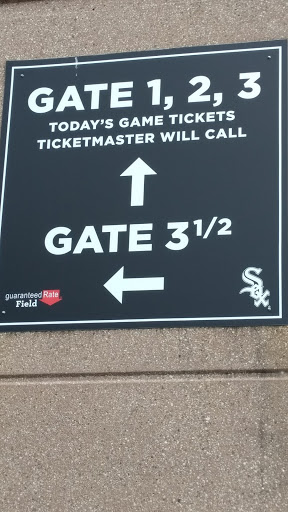 GATE 1, 2, 3
TODAY'S GAME TICKETS
TICKETMASTER WILL CALL
GATE 3 1/2
guaranteed Rate
Field
Sox